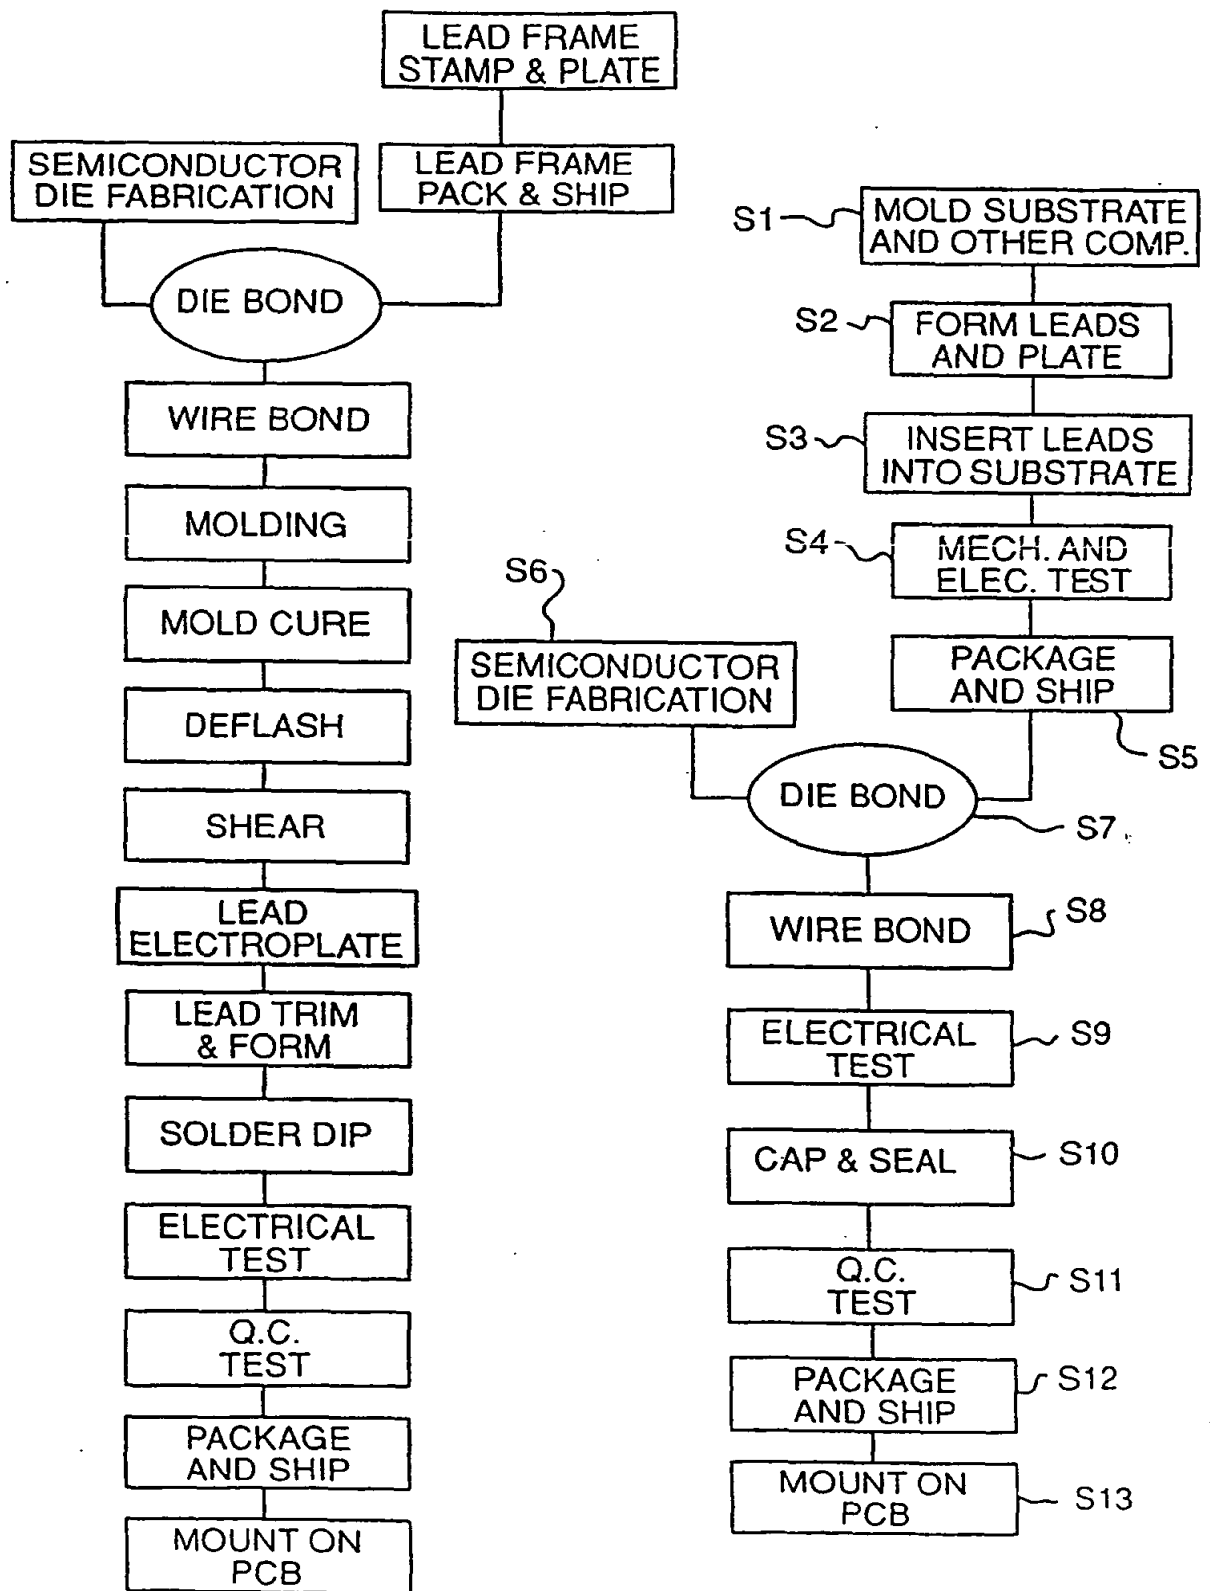 LEAD FRAME
STAMP & PLATE
LEAD FRAME
PACK & SHIP
SEMICONDUCTOR
DIE FABRICATION
DIE BOND
WIRE BOND
MOLDING
MOLD CURE
DEFLASH
SHEAR
LEAD
ELECTROPLATE
LEAD TRIM
& FORM
SOLDER DIP
ELECTRICAL
TEST
Q.C.
TEST
PACKAGE
AND SHIP
MOUNT ON
PCB
S1
MOLD SUBSTRATE
AND OTHER COMP.
S2
FORM LEADS
AND PLATE
S3
INSERT LEADS
INTO SUBSTRATE
S4
MECH. AND
ELEC. TEST
PACKAGE
AND SHIP
S5
S6
SEMICONDUCTOR
DIE FABRICATION
DIE BOND
S7
WIRE BOND
S8
ELECTRICAL
TEST
S9
CAP & SEAL
S10
Q.C.
TEST
S11
PACKAGE
AND SHIP
S12
MOUNT ON
PCB
S13